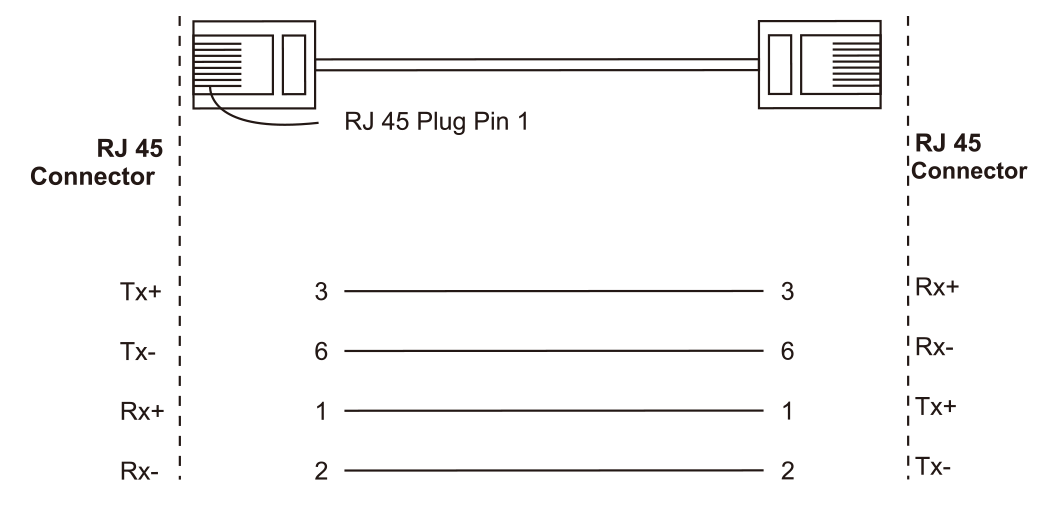 RJ 45 Plug Pin 1
RJ 45
Connector
RJ 45
Connector
Tx+ 3 3 Rx+
Tx- 6 6 Rx-
Rx+ 1 1 Tx+
Rx- 2 2 Tx-